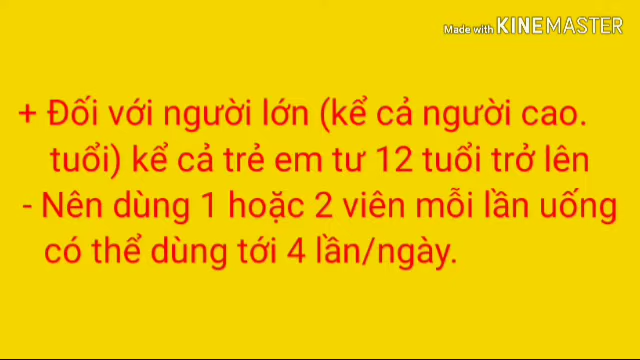 Made with KINEMASTER
+ Đối với người lớn (kể cả người cao.
tuổi) kể cả trẻ em tư 12 tuổi trở lên
- Nên dùng 1 hoặc 2 viên mỗi lần uống
có thể dùng tới 4 lần/ngày.